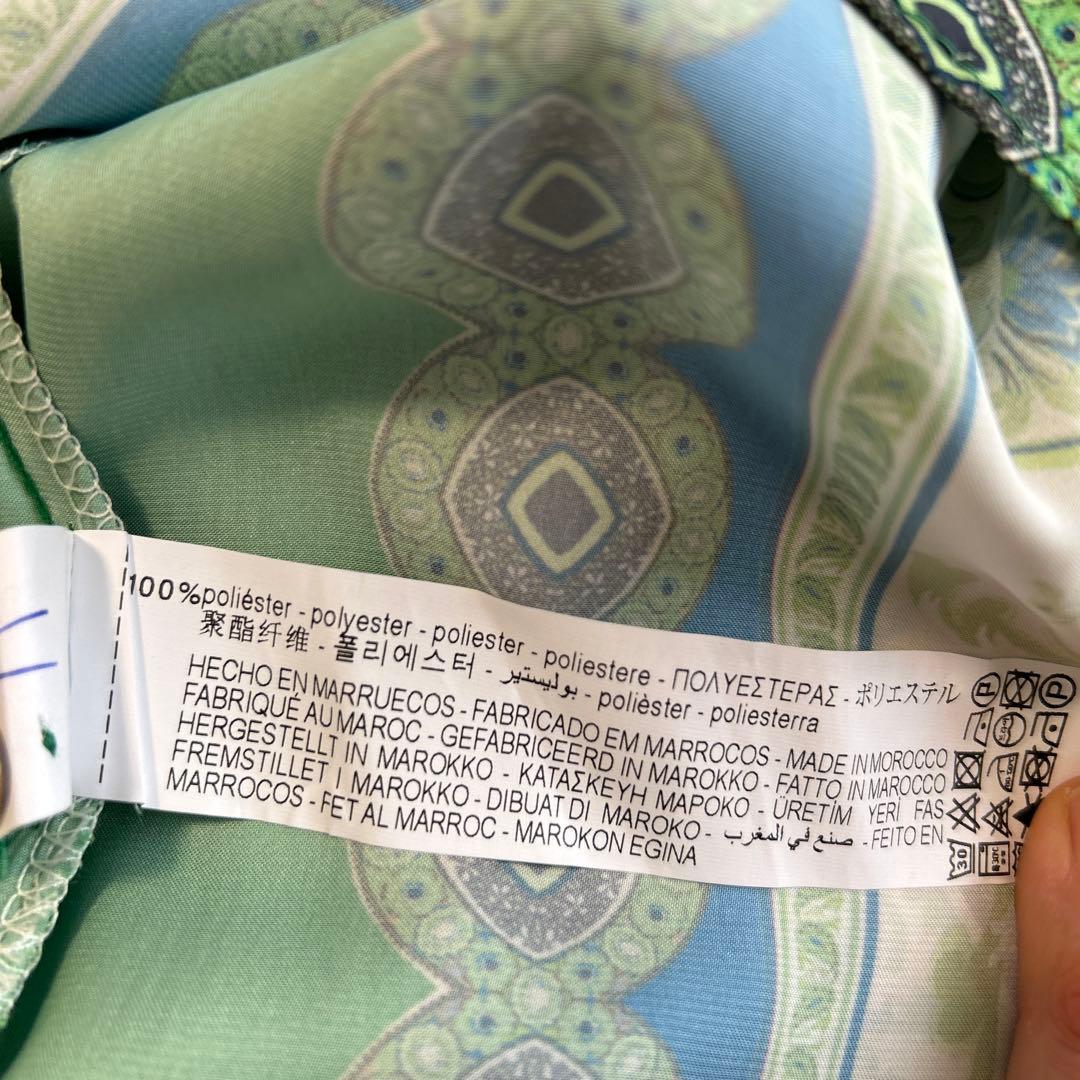 100%poliéster - polyester - poliester - poliestere - ΠΟΛΥΕΣΤΕΡΑΣ - ポリエステル
聚酯纤维 - 폴리에스터 - بوليستير - polièster - poliesterra
HECHO EN MARRUECOS - FABRICADO EM MARROCOS - MADE IN MOROCCO
FABRIQUÉ AU MAROC - GEFABRICEERD IN MAROKKO - FATTO IN MAROCCO
HERGESTELLT IN MAROKKO - ΚΑΤΑΣΚΕΥΗ ΜΑΡΟΚΟ - ÜRETİM YERİ FAS
FREMSTILLET I MAROKKO - DIBUAT DI MAROKO - صنع في المغرب - FEITO EN
MARROCOS - FET AL MARROC - MAROKON EGINA
P
P
30